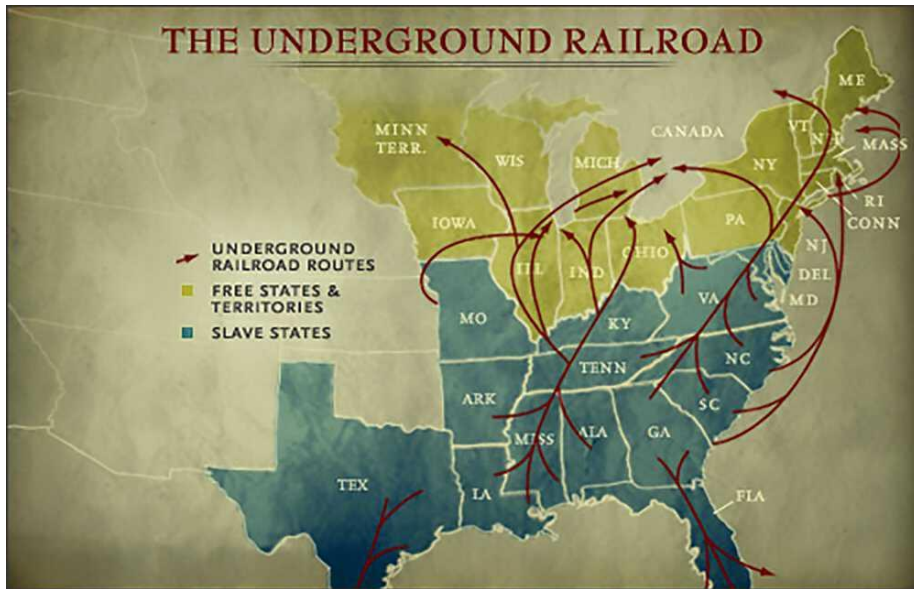 THE UNDERGROUND RAILROAD
ME
MINN
TERR.
CANADA
VT
N H
MASS
WIS
MICH
NY
RI
CONN
IOWA
PA
NJ
UNDERGROUND
RAILROAD ROUTES
ILL
IND
OHIO
DEL
FREE STATES &
TERRITORIES
VA
MD
MO
KY
SLAVE STATES
TENN
NC
ARK
SC
MISS
ALA
GA
TEX
LA
FLA